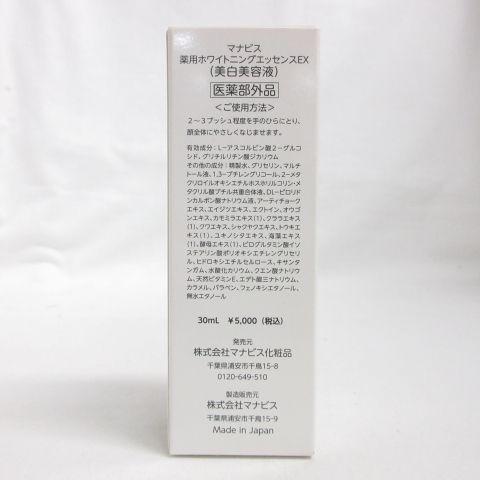 マナビス
薬用ホワイトニングエッセンスEX
(美白美容液)
医薬部外品
＜ご使用方法＞
2～3プッシュ程度を手のひらにとり、
顔全体にやさしくなじませます。
有効成分：L-アスコルビン酸2-グルコ
シド、グリチルリチン酸ジカリウム
その他の成分：精製水、グリセリン、マルチ
トール液、1,3-ブチレングリコール、2-メタ
クリロイルオキシエチルホスホリルコリン・メタ
クリル酸ブチル共重合体液、DL-ピロリド
ンカルボン酸ナトリウム液、アーティチョークエ
キス、エイジツエキス、エクトイン、オウゴ
ンエキス、カモミラエキス(1)、クララエキス
(1)、クワエキス、シャクヤクエキス、トウキエ
キス(1)、ユキノシタエキス、海藻エキス
(1)、酵母エキス(1)、ピログルタミン酸イソ
ステアリン酸ポリオキシエチレングリセリ
ル、ヒドロキシエチルセルロース、キサンタ
ンガム、水酸化カリウム、クエン酸ナトリウ
ム、天然ビタミンE、エデト酸三ナトリウム、
カラメル、パラベン、フェノキシエタノール、
無水エタノール
30mL ￥5,000（税込）
発売元
株式会社マナビス化粧品
千葉県浦安市千鳥15-8
0120-649-510
製造販売元
株式会社マナビス
千葉県浦安市千鳥15-9
Made in Japan